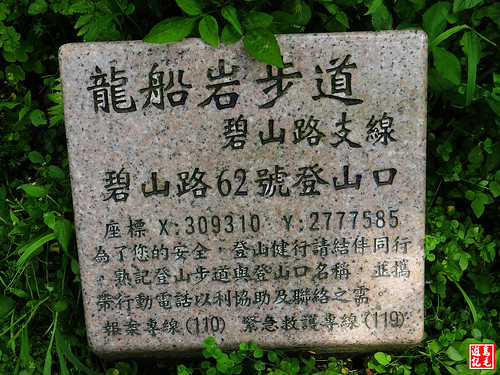 龍船岩步道
碧山路支線
碧山路62號登山口
座標 X:309310 Y:2777585
為了您的安全,登山健行請結伴同行
。熟記登山步道與登山口名稱,並攜
帶行動電話以利協助及聯絡之需
報案專線(110) 緊急救護專線(119)